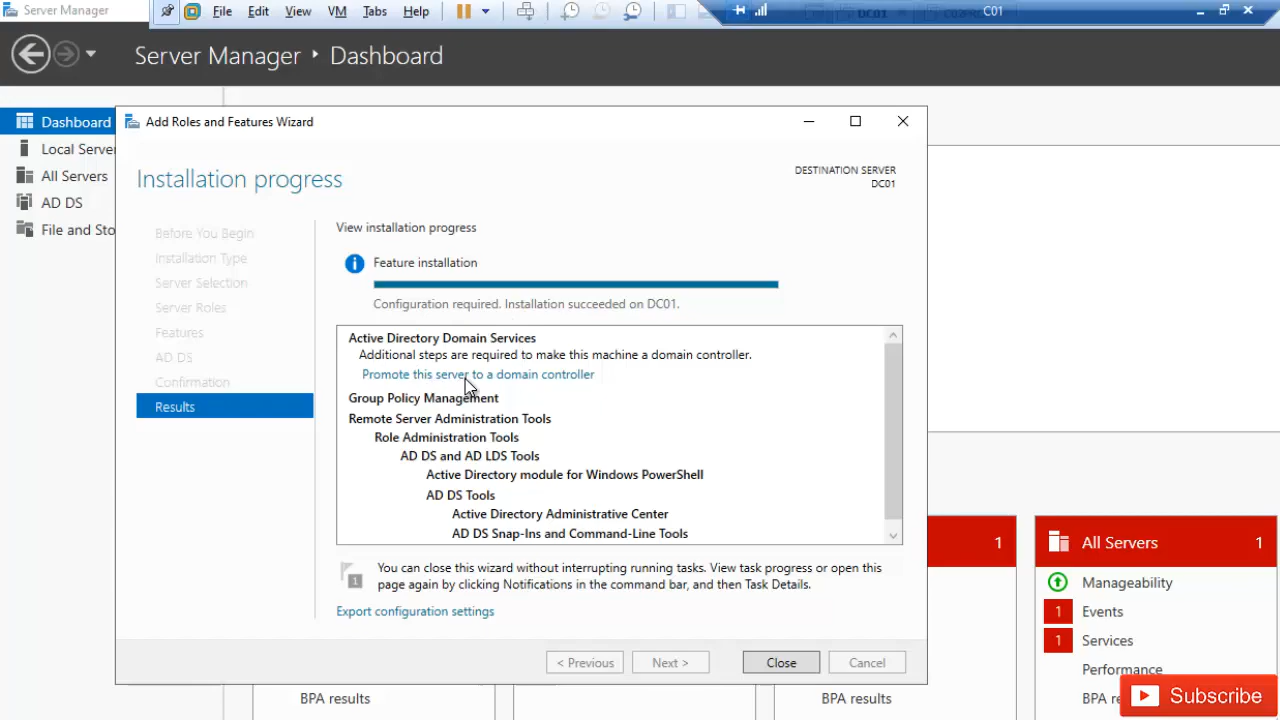 Server Manager
File Edit View VM Tabs Help
DC01
C01
Server Manager • Dashboard
Dashboard
Local Server
All Servers
AD DS
File and Sto
Add Roles and Features Wizard
Installation progress
DESTINATION SERVER
DC01
Before You Begin
Installation Type
Server Selection
Server Roles
Features
AD DS
Confirmation
Results
View installation progress
Feature installation
Configuration required. Installation succeeded on DC01.
Active Directory Domain Services
Additional steps are required to make this machine a domain controller.
Promote this server to a domain controller
Group Policy Management
Remote Server Administration Tools
Role Administration Tools
AD DS and AD LDS Tools
Active Directory module for Windows PowerShell
AD DS Tools
Active Directory Administrative Center
AD DS Snap-Ins and Command-Line Tools
1
You can close this wizard without interrupting running tasks. View task progress or open this
page again by clicking Notifications in the command bar, and then Task Details.
Export configuration settings
< Previous
Next >
Close
Cancel
1
All Servers 1
Manageability
1 Events
1 Services
Performance
BPA re
BPA results
BPA results
Subscribe